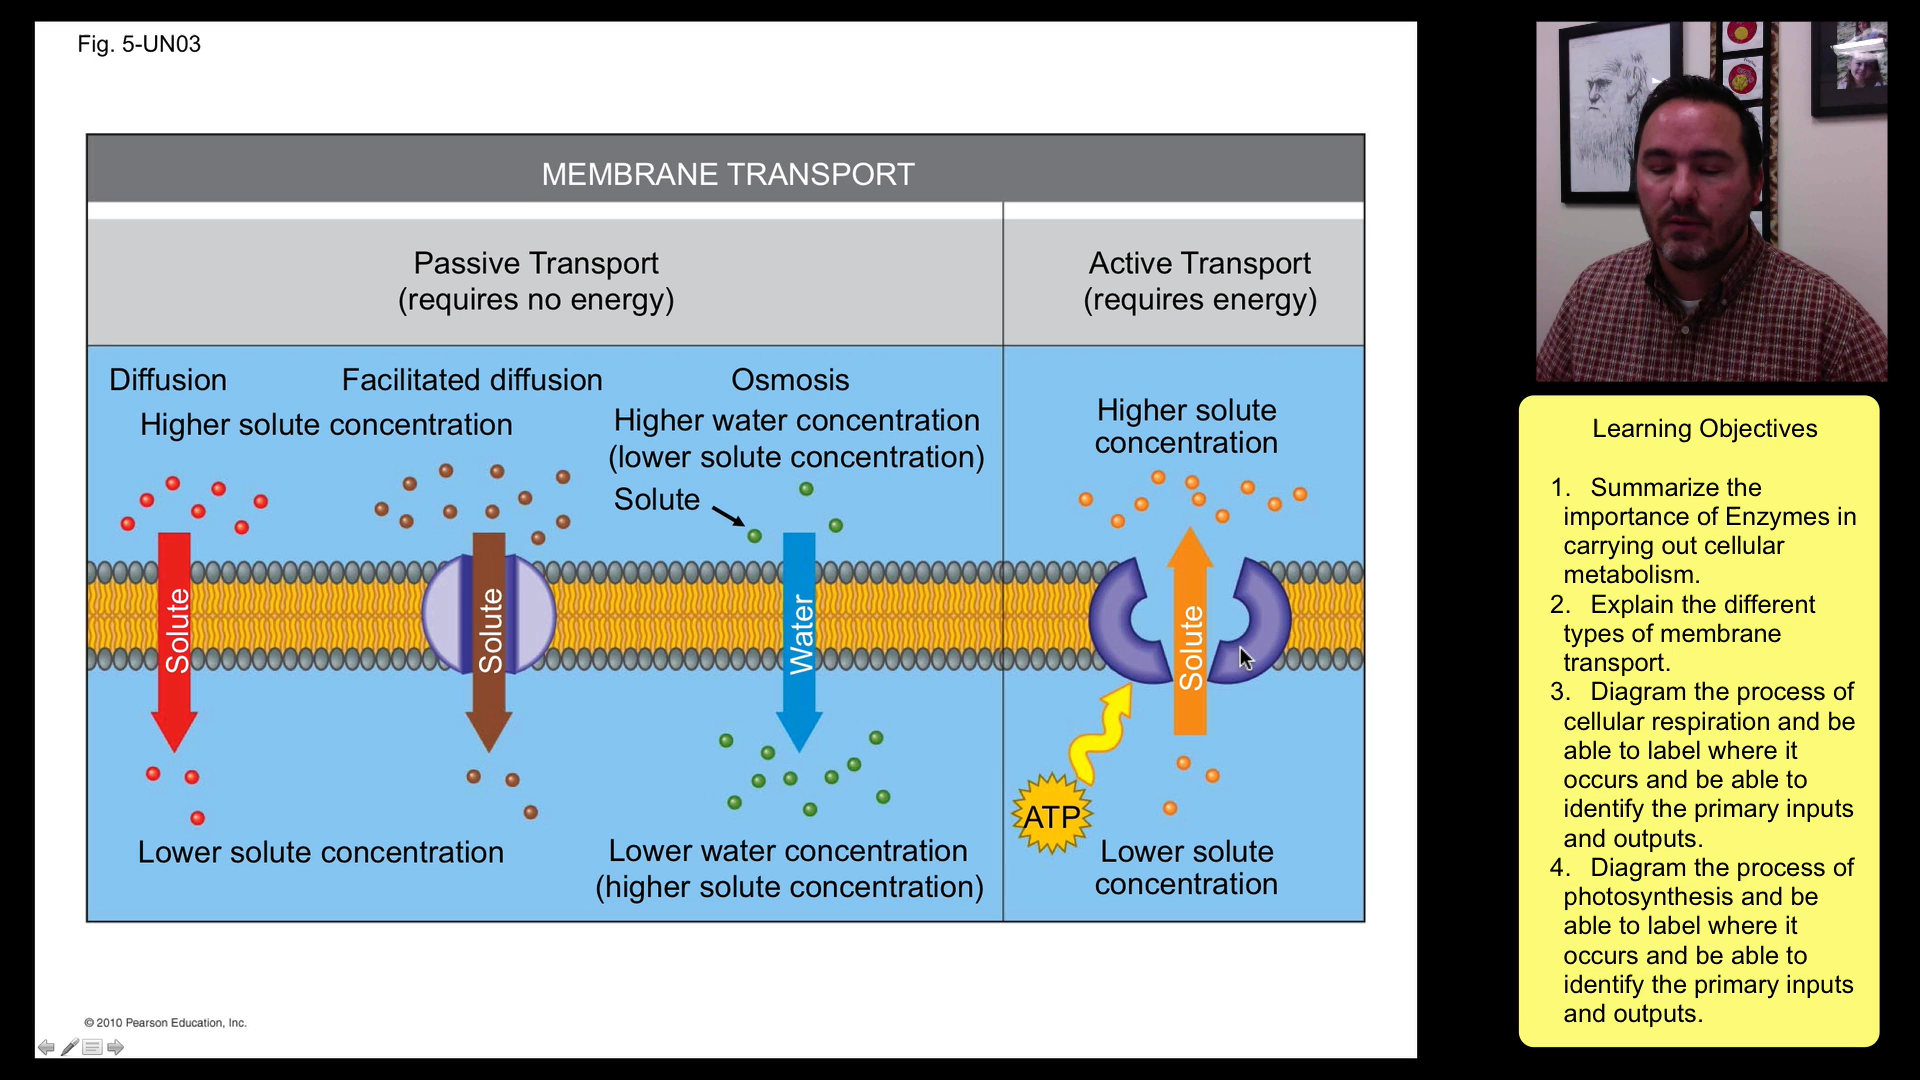 Fig. 5-UN03
MEMBRANE TRANSPORT
Passive Transport
(requires no energy)
Active Transport
(requires energy)
Diffusion
Facilitated diffusion
Osmosis
Higher solute concentration
Higher water concentration
(lower solute concentration)
Higher solute
concentration
Solute
Solute
Solute
Water
Solute
ATP
Lower solute concentration
Lower water concentration
(higher solute concentration)
Lower solute
concentration
© 2010 Pearson Education, Inc.
Learning Objectives
1. Summarize the
importance of Enzymes in
carrying out cellular
metabolism.
2. Explain the different
types of membrane
transport.
3. Diagram the process of
cellular respiration and be
able to label where it
occurs and be able to
identify the primary inputs
and outputs.
4. Diagram the process of
photosynthesis and be
able to label where it
occurs and be able to
identify the primary inputs
and outputs.